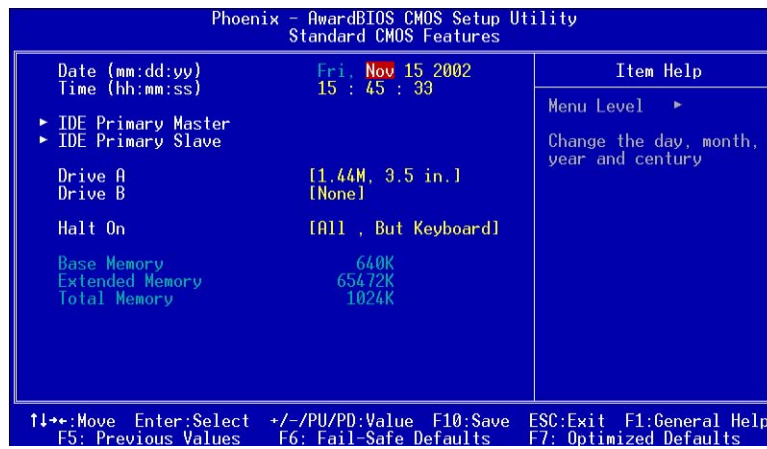 Phoenix - AwardBIOS CMOS Setup Utility
Standard CMOS Features
Date (mm:dd:yy) Fri, Nov 15 2002
Time (hh:mm:ss) 15 : 45 : 33
► IDE Primary Master
► IDE Primary Slave
Drive A [1.44M, 3.5 in.]
Drive B [None]
Halt On [All , But Keyboard]
Base Memory 640K
Extended Memory 65472K
Total Memory 1024K
Item Help
Menu Level ►
Change the day, month,
year and century
↑↓→←:Move Enter:Select +/-/PU/PD:Value F10:Save ESC:Exit F1:General Help
F5: Previous Values F6: Fail-Safe Defaults F7: Optimized Defaults